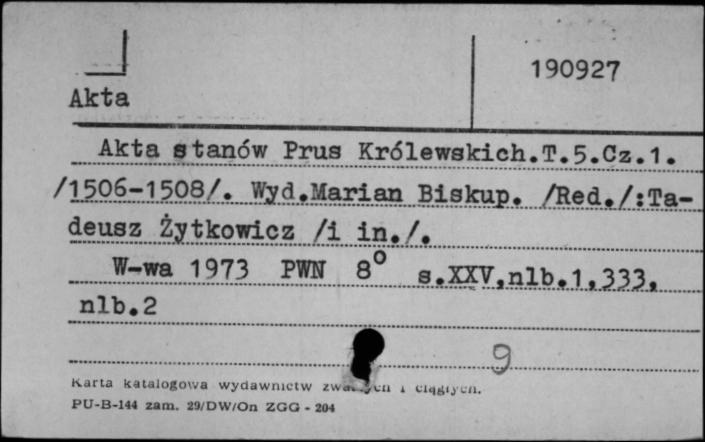 190927
Akta
Akta stanów Prus Królewskich.T.5.Cz.1.
/1506-1508/. Wyd.Marian Biskup. /Red./:Ta-
deusz Żytkowicz /i in./.
W-wa 1973 PWN 8° s.XXV,nlb.1,333,
nlb.2
9
Karta katalogowa wydawnictw zwartych i ciągłych.
PU-B-144 zam. 29/DW/On ZGG - 204